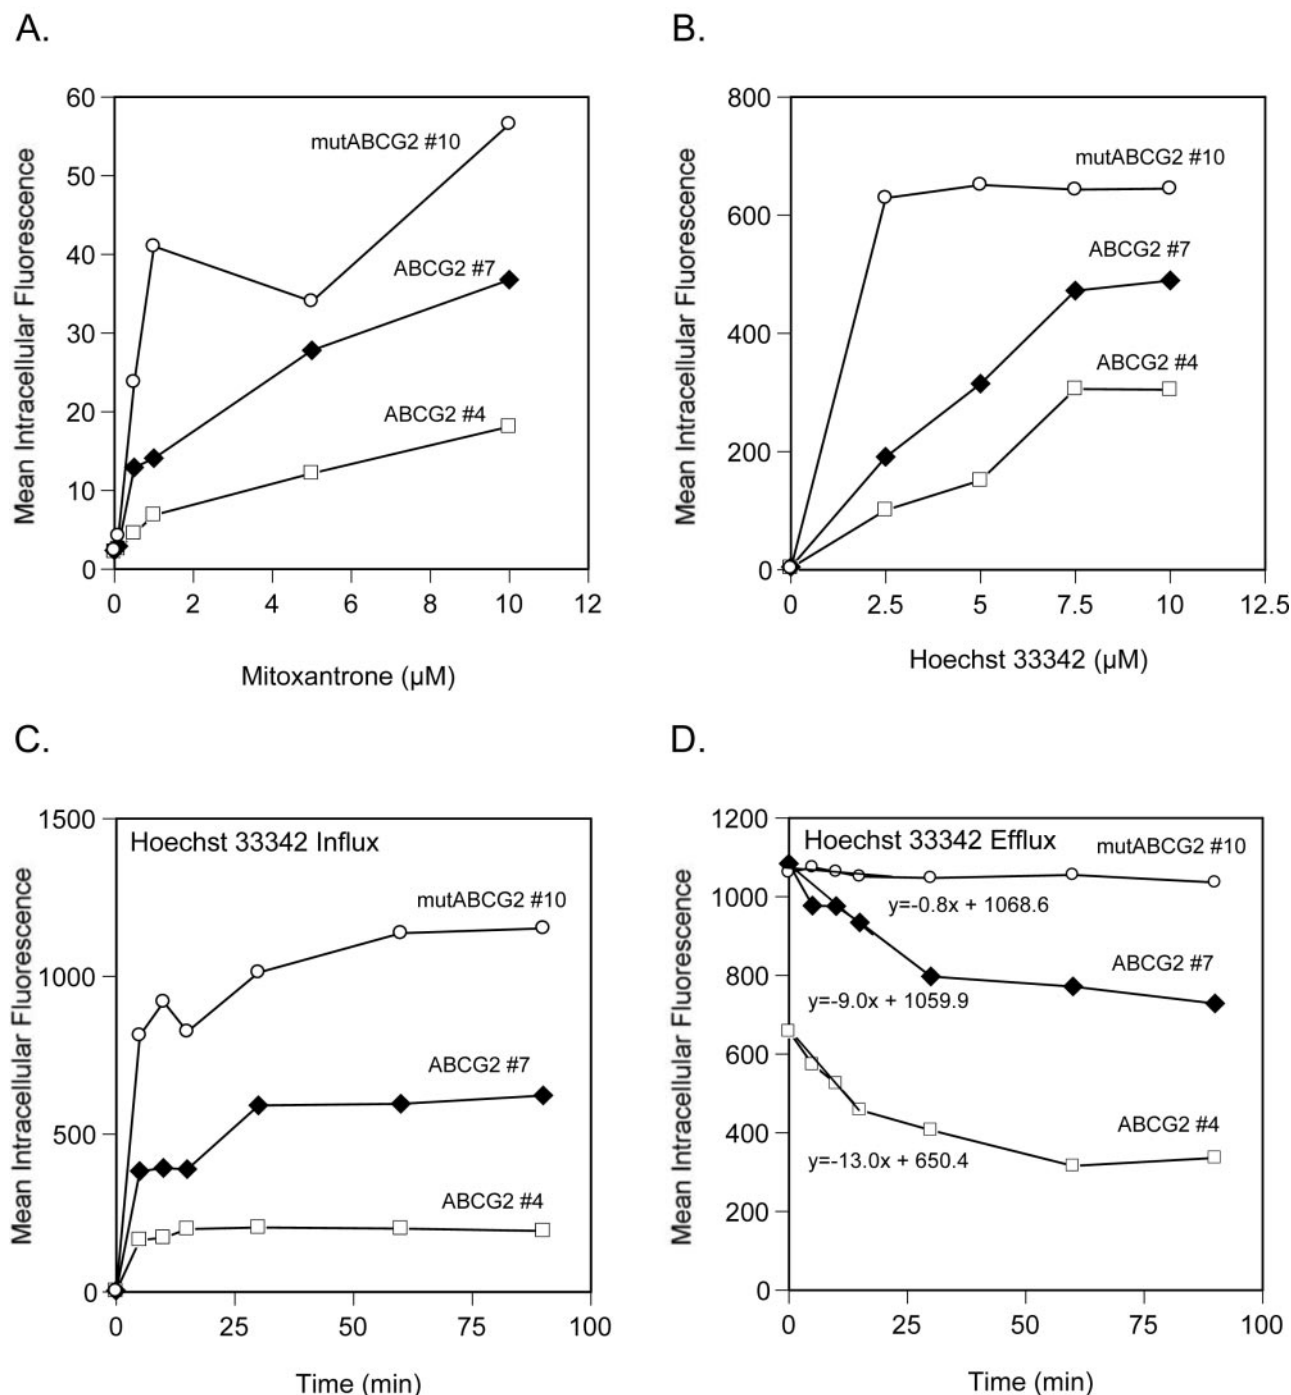 A.
Mean Intracellular Fluorescence
60
50
40
30
20
10
0
mutABCG2 #10
ABCG2 #7
ABCG2 #4
0 2 4 6 8 10 12
Mitoxantrone (µM)
B.
Mean Intracellular Fluorescence
800
600
400
200
0
mutABCG2 #10
ABCG2 #7
ABCG2 #4
0 2.5 5 7.5 10 12.5
Hoechst 33342 (µM)
C.
Mean Intracellular Fluorescence
1500
1000
500
0
Hoechst 33342 Influx
mutABCG2 #10
ABCG2 #7
ABCG2 #4
0 25 50 75 100
Time (min)
D.
Mean Intracellular Fluorescence
1200
1000
800
600
400
200
0
Hoechst 33342 Efflux
mutABCG2 #10
y=-0.8x + 1068.6
ABCG2 #7
y=-9.0x + 1059.9
ABCG2 #4
y=-13.0x + 650.4
0 25 50 75 100
Time (min)